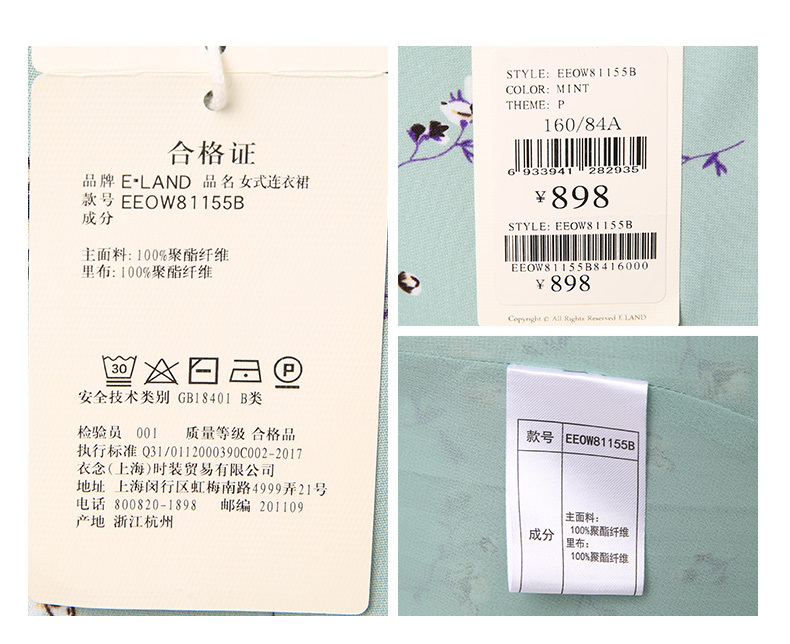 合格证
品牌 E·LAND 品名 女式连衣裙
款号 EEOW81155B
成分
主面料:100%聚酯纤维
里布:100%聚酯纤维
30
P
安全技术类别 GB18401 B类
检验员 001 质量等级 合格品
执行标准 Q31/0112000390C002-2017
衣念(上海)时装贸易有限公司
地址 上海闵行区虹梅南路4999弄21号
电话 800820-1898 邮编 201109
产地 浙江杭州
STYLE: EEOW81155B
COLOR: MINT
THEME: P
160/84A
6 933941 282935
¥898
STYLE: EEOW81155B
EEOW81155B8416000
¥898
Copyright © All Rights Reserved E.LAND
款号 EEOW81155B
成分
主面料:
100%聚酯纤维
里布:
100%聚酯纤维